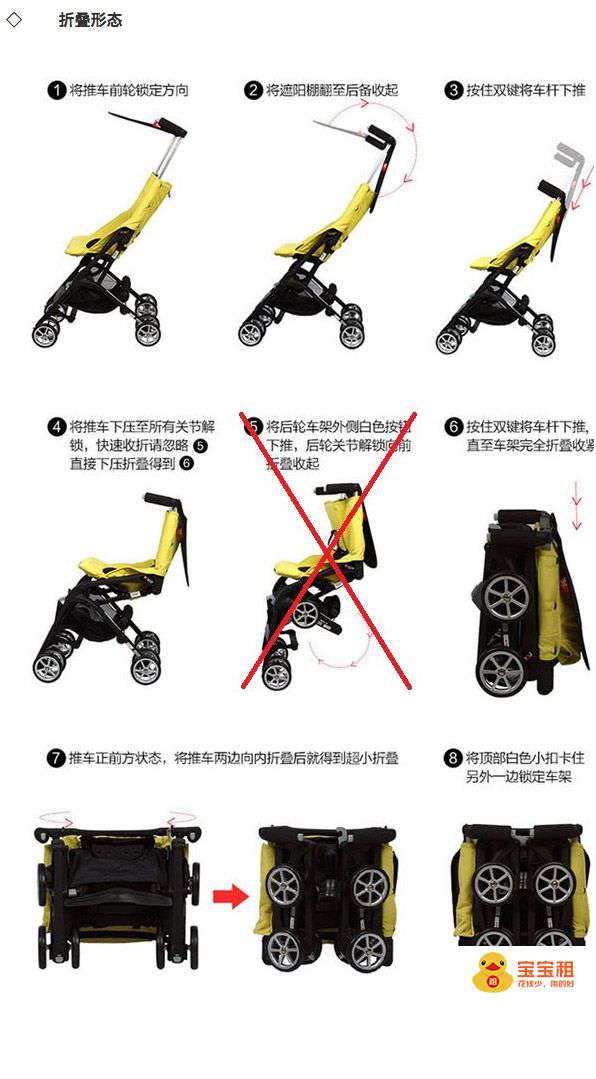 ◇ 折叠形态
1 将推车前轮锁定方向
2 将遮阳棚翻至后备收起
3 按住双键将车杆下推
4 将推车下压至所有关节解
锁，快速收折请忽略 5
直接下压折叠得到 6
5 将后轮车架外侧白色按钮
下推，后轮关节解锁向前
折叠收起
6 按住双键将车杆下推，
直至车架完全折叠收紧
7 推车正前方状态，将推车两边向内折叠后就得到超小折叠
8 将顶部白色小扣卡住
另外一边锁定车架
租
宝宝租
花钱少，用的好